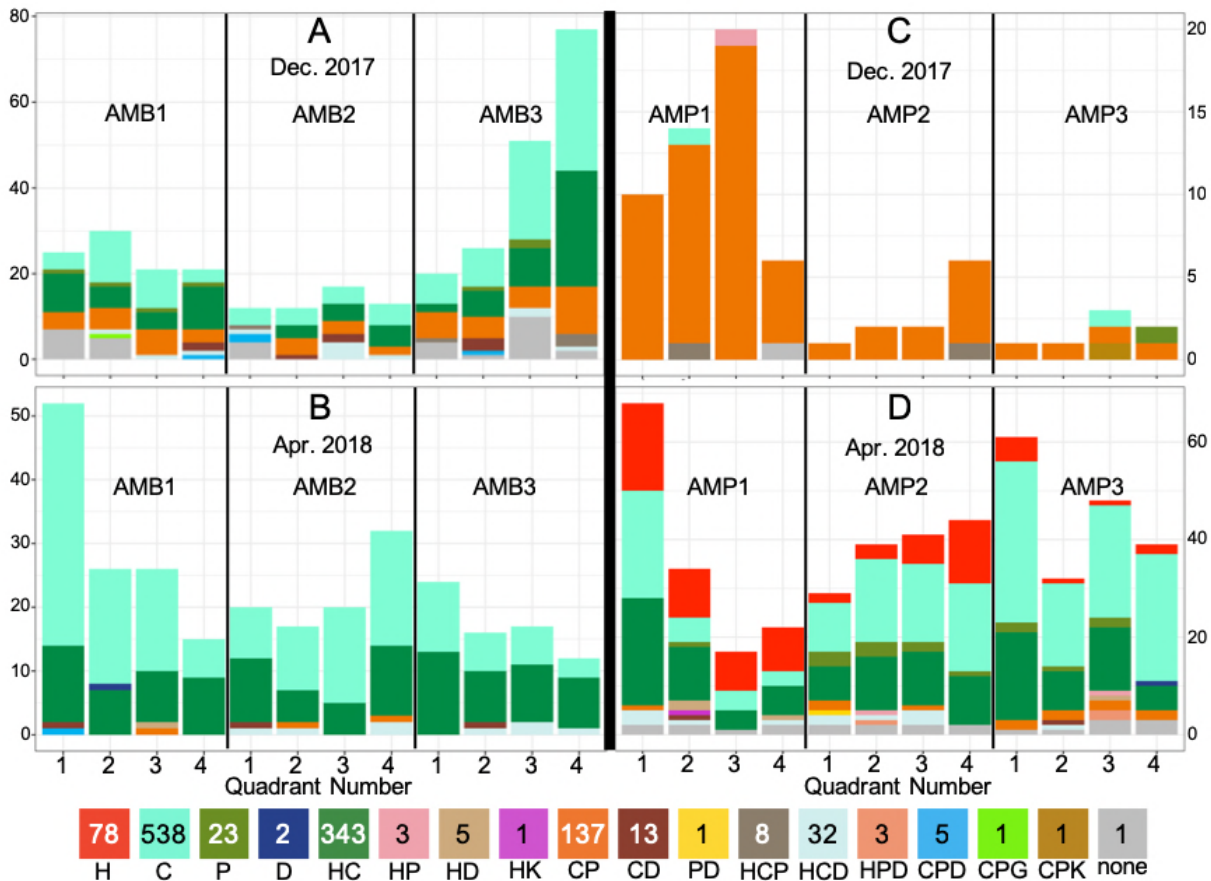 80
60
40
20
0
A
Dec. 2017
AMB1
AMB2
AMB3
20
15
10
5
0
C
Dec. 2017
AMP1
AMP2
AMP3
50
40
30
20
10
0
B
Apr. 2018
AMB1
AMB2
AMB3
60
40
20
0
D
Apr. 2018
AMP1
AMP2
AMP3
1 2 3 4 1 2 3 4 1 2 3 4 1 2 3 4 1 2 3 4 1 2 3 4
Quadrant Number Quadrant Number
78 538 23 2 343 3 5 1 137 13 1 8 32 3 5 1 1 1
H C P D HC HP HD HK CP CD PD HCP HCD HPD CPD CPG CPK none